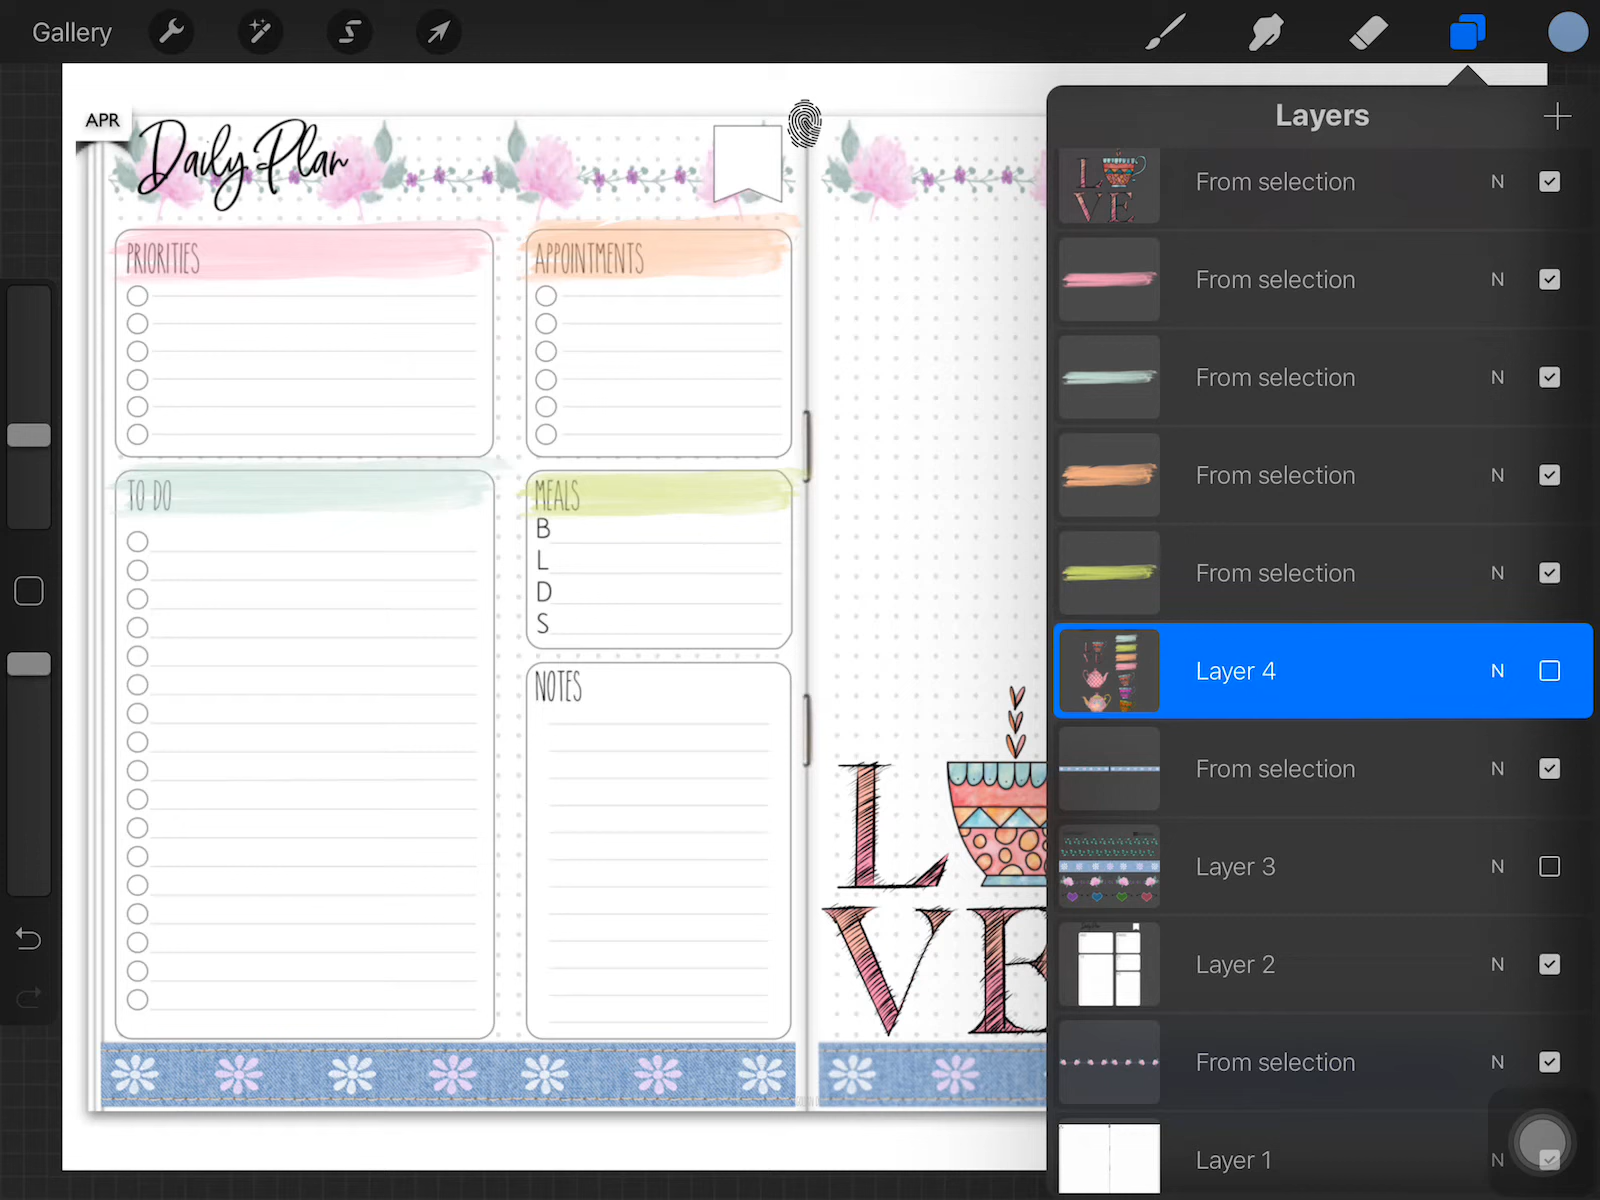 Gallery
APR
Daily Plan
PRIORITIES
APPOINTMENTS
TO DO
MEALS
B
L
D
S
NOTES
L
VE
Layers
From selection N
From selection N
From selection N
From selection N
From selection N
Layer 4 N
From selection N
Layer 3 N
Layer 2 N
From selection N
Layer 1 N